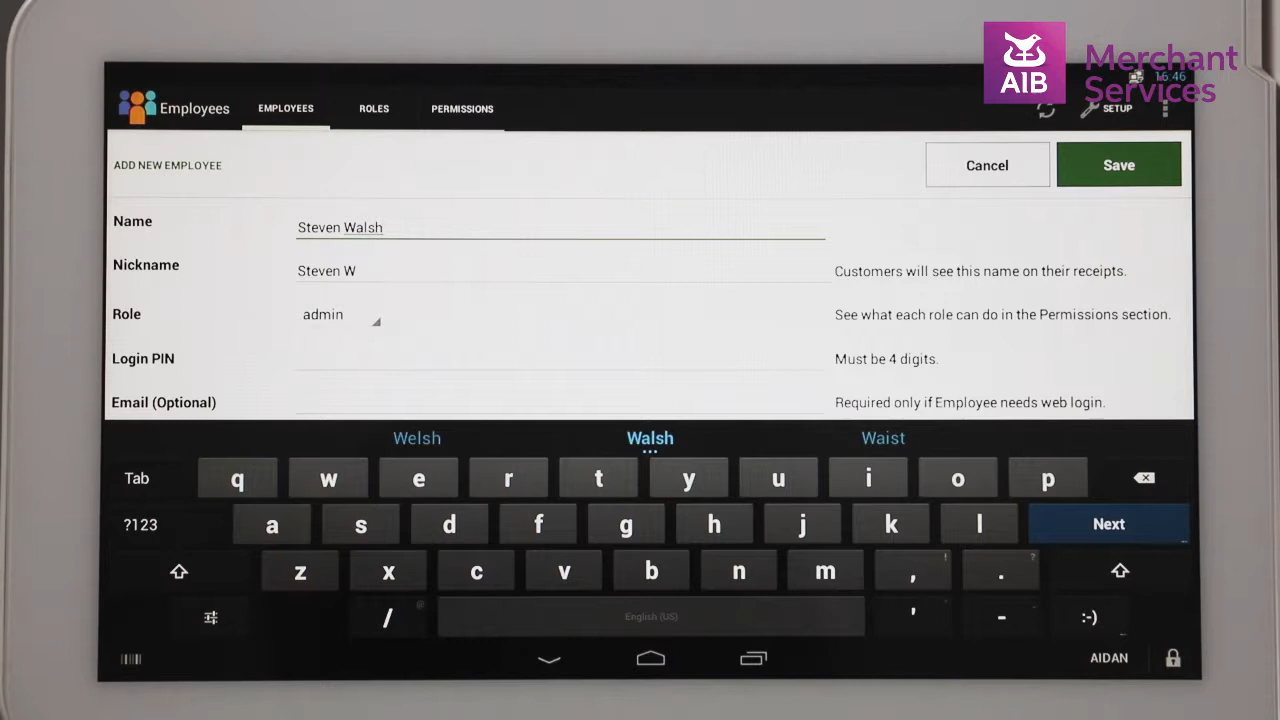 AIB Merchant Services
16:46
Employees EMPLOYEES ROLES PERMISSIONS SETUP
ADD NEW EMPLOYEE Cancel Save
Name Steven Walsh
Nickname Steven W Customers will see this name on their receipts.
Role admin See what each role can do in the Permissions section.
Login PIN Must be 4 digits.
Email (Optional) Required only if Employee needs web login.
Welsh Walsh Waist
Tab q w e r t y u i o p
?123 a s d f g h j k l Next
z x c v b n m , ! . ?
/ @ English (US) ' - :-)
AIDAN